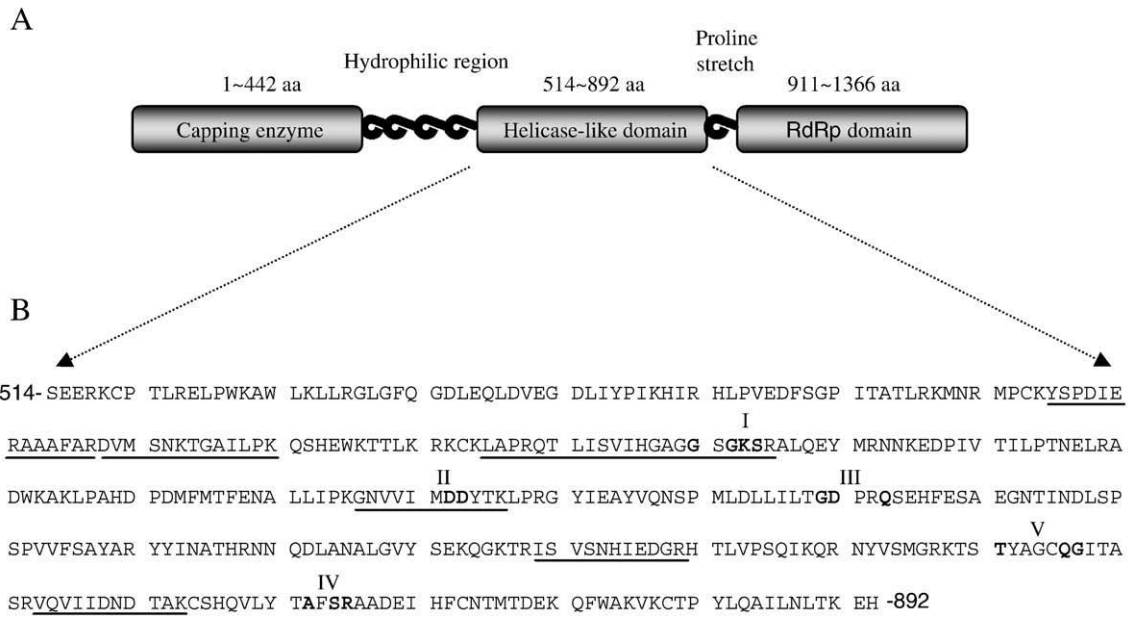 A
Proline
Hydrophilic region stretch
1~442 aa 514~892 aa 911~1366 aa
Capping enzyme Helicase-like domain RdRp domain
B
514- SEERKCP TLRELPWKAW LKLLRGLGFQ GDLEQLDVEG DLIYPIKHIR HLPVEDFSGP ITATLRKMNR MPCKYSPDIE
I
RAAAFARDVM SNKTGAILPK QSHEWKTTLK RKCKLAPRQT LISVIHGAGG SGKSRALQEY MRNNKEDPIV TILPTNELRA
II III
DWKAKLPAHD PDMFMTFENA LLIPKGNVVI MDDYTKLPRG YIEAYVQNSP MLDLLILTGD PRQSEHFESA EGNTINDLSP
V
SPVVFSAYAR YYINATHRNN QDLANALGVY SEKQGKTRIS VSNHIEDGRH TLVPSQIKQR NYVSMGRKTS TYAGCQGITA
IV
SRVQVIIDND TAKCSHQVLY TAFSRAADEI HFCNTMTDEK QFWAKVKCTP YLQAILNLTK EH -892